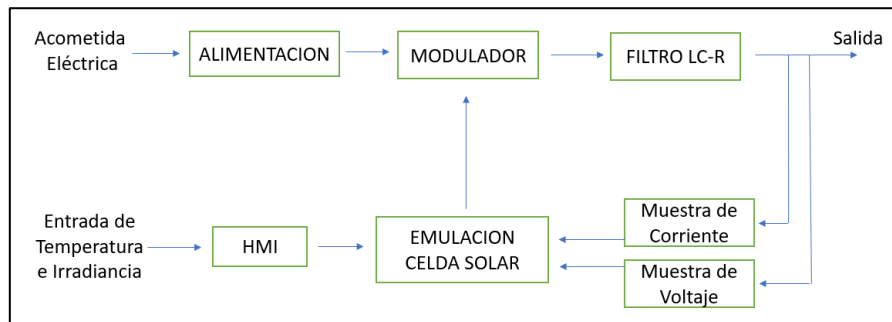 Acometida
Eléctrica
ALIMENTACION
MODULADOR
FILTRO LC-R
Salida
Entrada de
Temperatura
e Irradiancia
HMI
EMULACION
CELDA SOLAR
Muestra de
Corriente
Muestra de
Voltaje